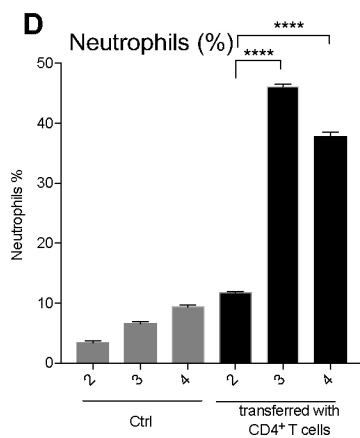 D
Neutrophils (%)
****
****
Neutrophils %
50
40
30
20
10
0
2 3 4 2 3 4
Ctrl
transferred with
CD4⁺ T cells